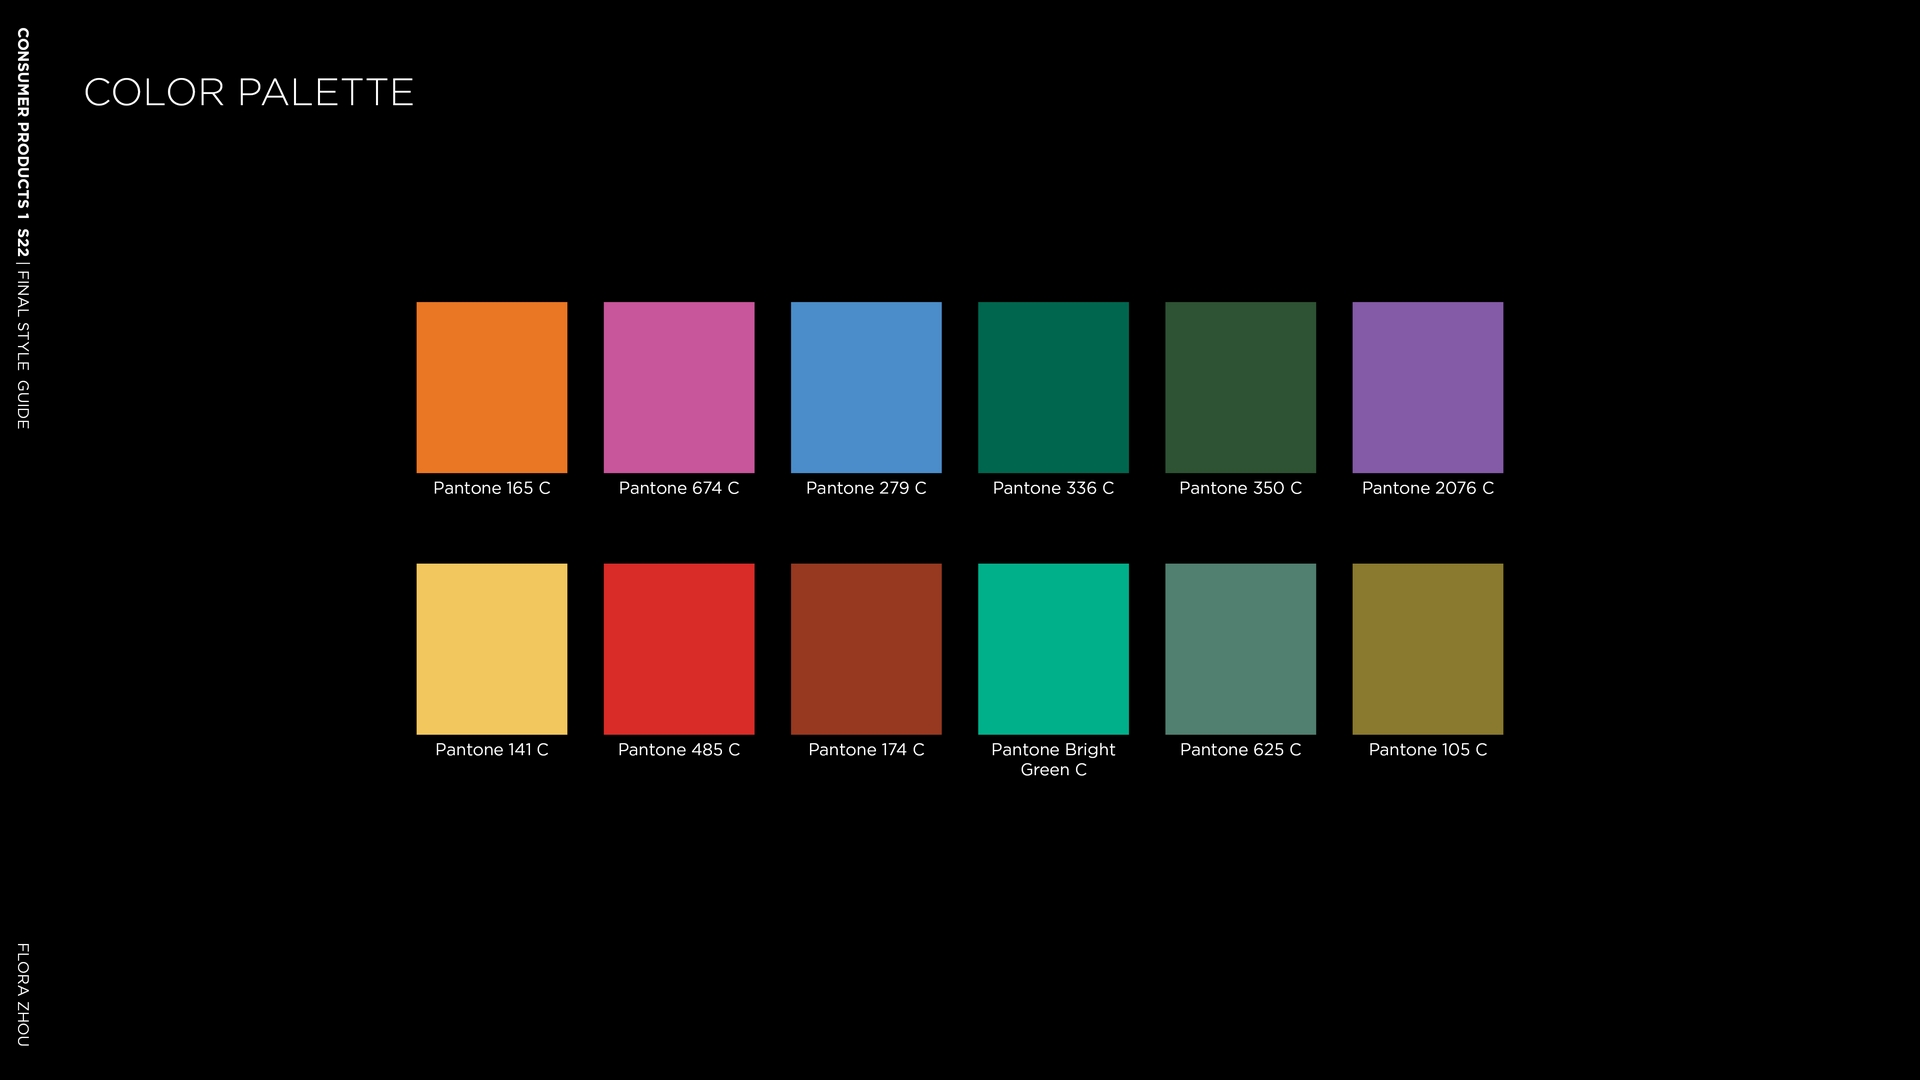 CONSUMER PRODUCTS 1 S22 | FINAL STYLE GUIDE
COLOR PALETTE
Pantone 165 C
Pantone 674 C
Pantone 279 C
Pantone 336 C
Pantone 350 C
Pantone 2076 C
Pantone 141 C
Pantone 485 C
Pantone 174 C
Pantone Bright
Green C
Pantone 625 C
Pantone 105 C
FLORA ZHOU